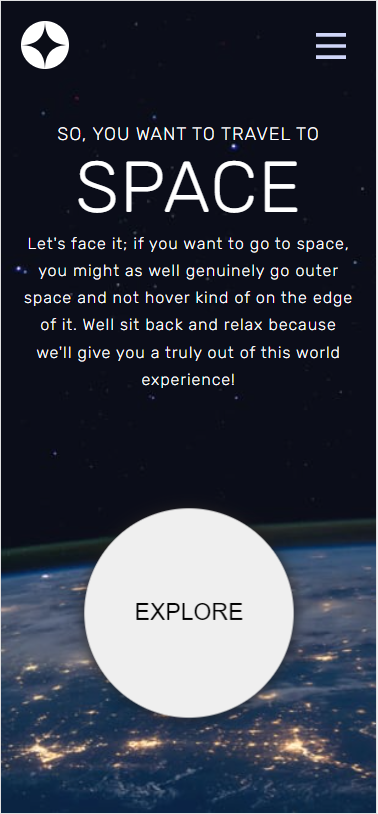 SO, YOU WANT TO TRAVEL TO
SPACE
Let's face it; if you want to go to space,
you might as well genuinely go outer
space and not hover kind of on the edge
of it. Well sit back and relax because
we'll give you a truly out of this world
experience!
EXPLORE